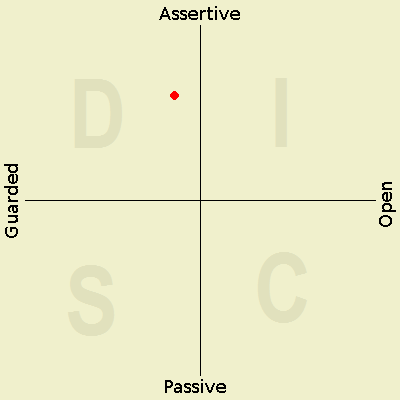 Assertive
D I
Guarded
Open
S C
Passive